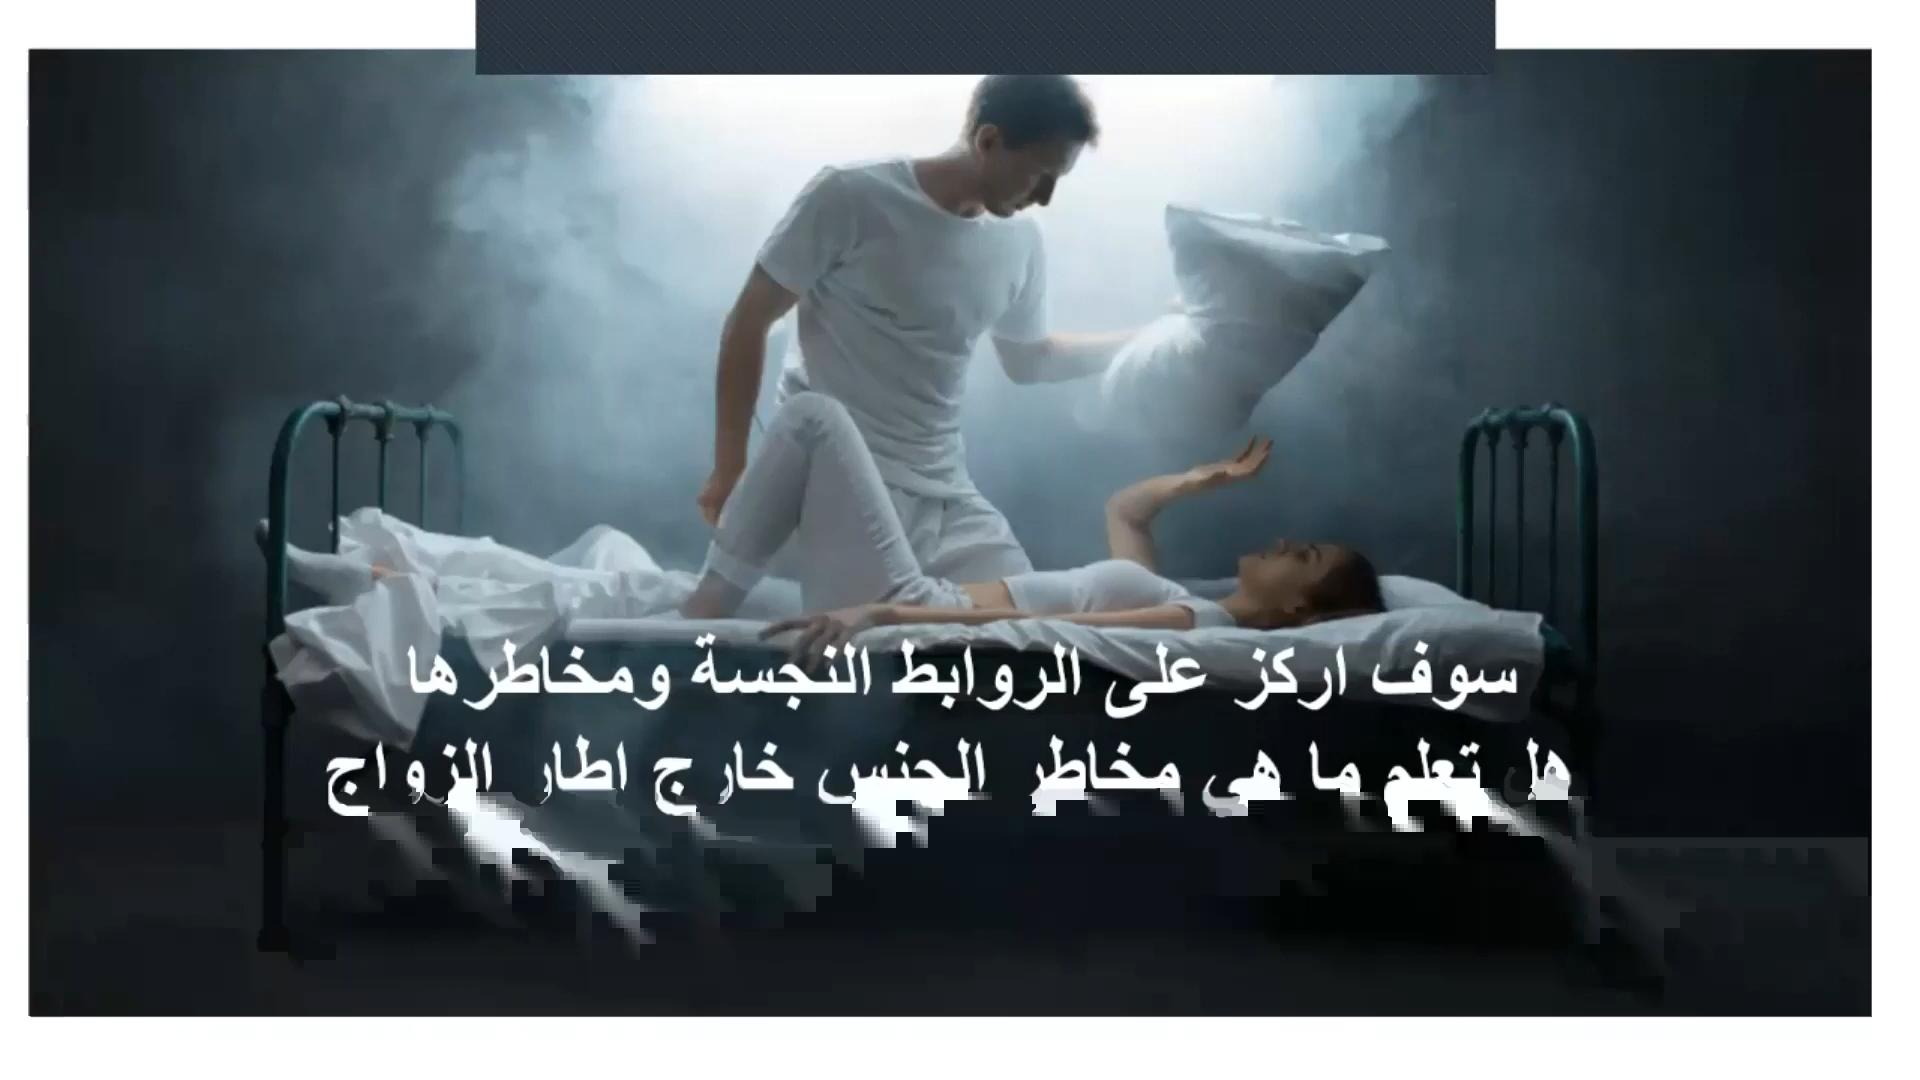 سوف اركز على الروابط النجسة ومخاطرها
هل تعلم ما هي مخاطر الجنس خارج اطار الزواج